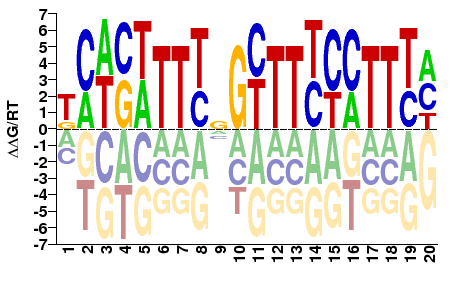 ΔΔG/RT
7
6
5
4
3
2
1
0
-1
-2
-3
-4
-5
-6
-7
T C A C T T T T G C T T T C C T T T A
G A T G A C T C T A C C
T
A G C A C A A A A A A A A A G A A A G
C T G T G C C G C G C C G G T C C G
G G T G G G G
1 2 3 4 5 6 7 8 9 10 11 12 13 14 15 16 17 18 19 20